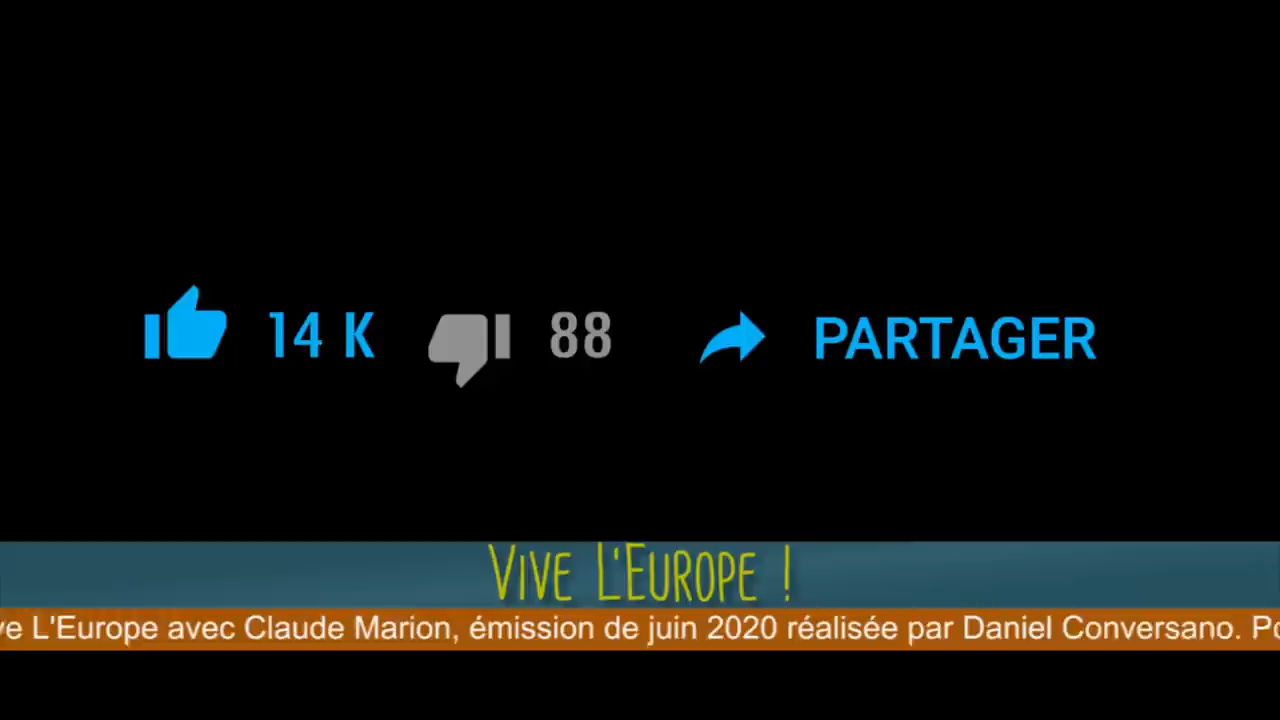 14 K 88 PARTAGER
VIVE L'EUROPE !
ve L'Europe avec Claude Marion, émission de juin 2020 réalisée par Daniel Conversano. Po